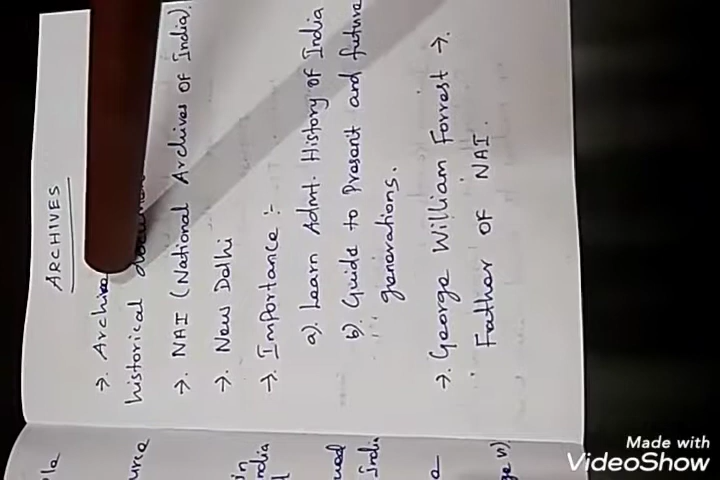 ARCHIVES
→ Archive
historical
→ NAI (National Archives of India).
→ New Delhi
→ Importance :-
a). Learn Admt. History of India
b). Guide to Present and future
generations.
→ George William Forrest →
Father of NAI.
Made with
VideoShow